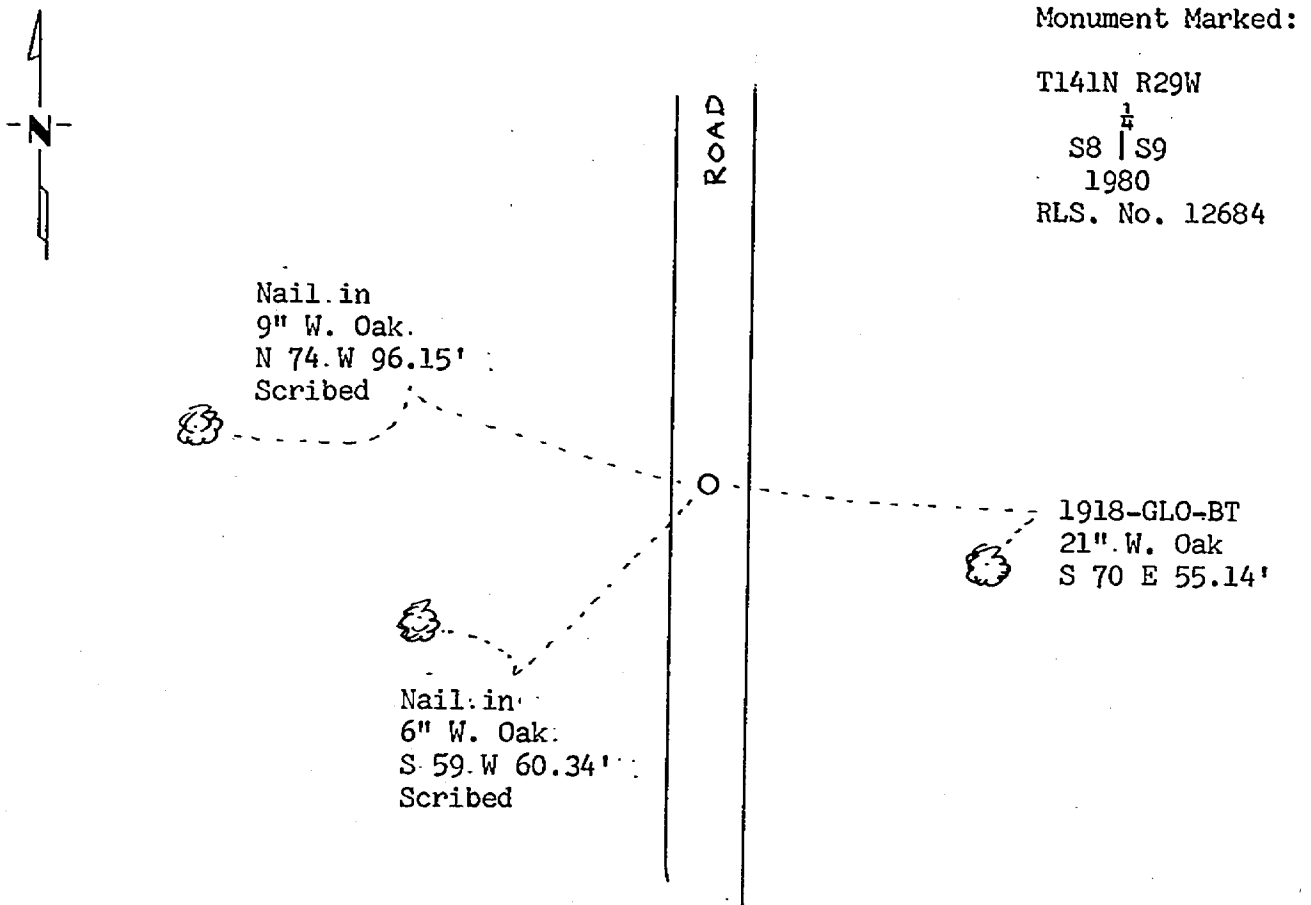 Monument Marked:
T141N R29W
1/4
S8 | S9
1980
RLS. No. 12684
-N-
ROAD
Nail in
9" W. Oak
N 74 W 96.15'
Scribed
1918-GLO-BT
21" W. Oak
S 70 E 55.14'
Nail in
6" W. Oak
S 59 W 60.34'
Scribed